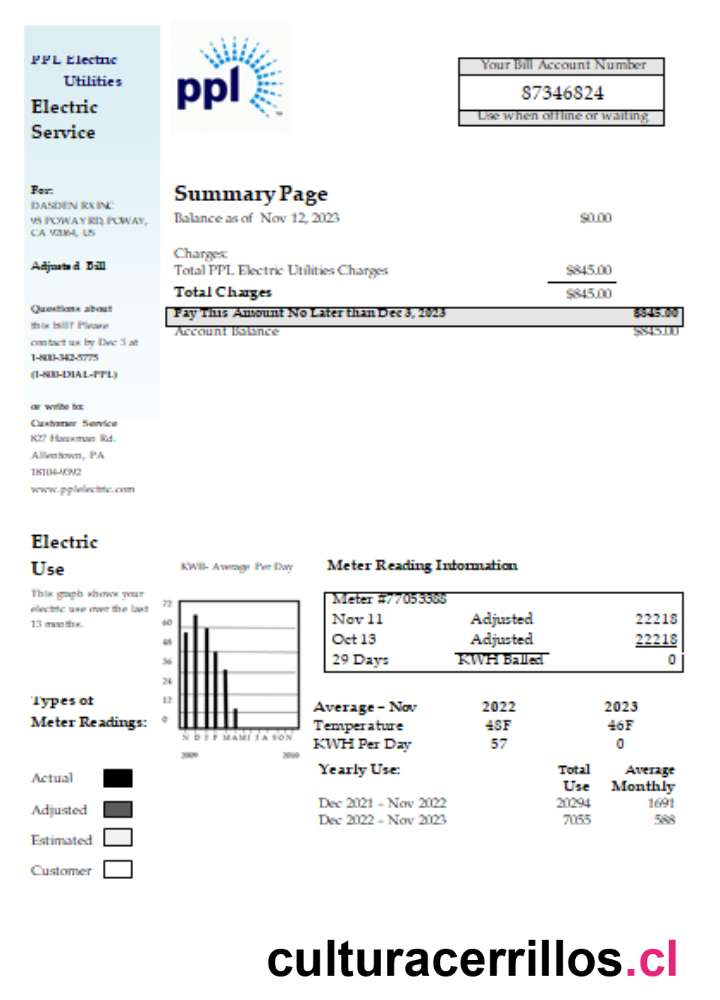 PPL Electric
Utilities
Electric
Service
ppl
Your Bill Account Number
87346824
Use when offline or waiting
For:
DASDEN RX INC
95 POWAY RD, POWAY,
CA 92064, US
Adjusted Bill
Questions about
this bill? Please
contact us by Dec 3 at
1-800-342-5775
(1-800-DIAL-PPL)
or write to:
Customer Service
827 Hausman Rd.
Allentown, PA
18104-9392
www.pplelectric.com
Summary Page
Balance as of Nov 12, 2023 $0.00
Charges:
Total PPL Electric Utilities Charges $845.00
Total Charges $845.00
Pay This Amount No Later than Dec 3, 2023 $845.00
Account Balance $845.00
Electric
Use
This graph shows your
electric use over the last
13 months.
Types of
Meter Readings:
Actual
Adjusted
Estimated
Customer
KWH- Average Per Day
72
60
48
36
24
12
0
N D J F M A M J J A S O N
2009 2010
Meter Reading Information
Meter #77053388
Nov 11 Adjusted 22218
Oct 13 Adjusted 22218
29 Days KWH Balled 0
Average – Nov 2022 2023
Temperature 48F 46F
KWH Per Day 57 0
Yearly Use: Total Average
Use Monthly
Dec 2021 – Nov 2022 20294 1691
Dec 2022 – Nov 2023 7055 588
culturacerrillos.cl